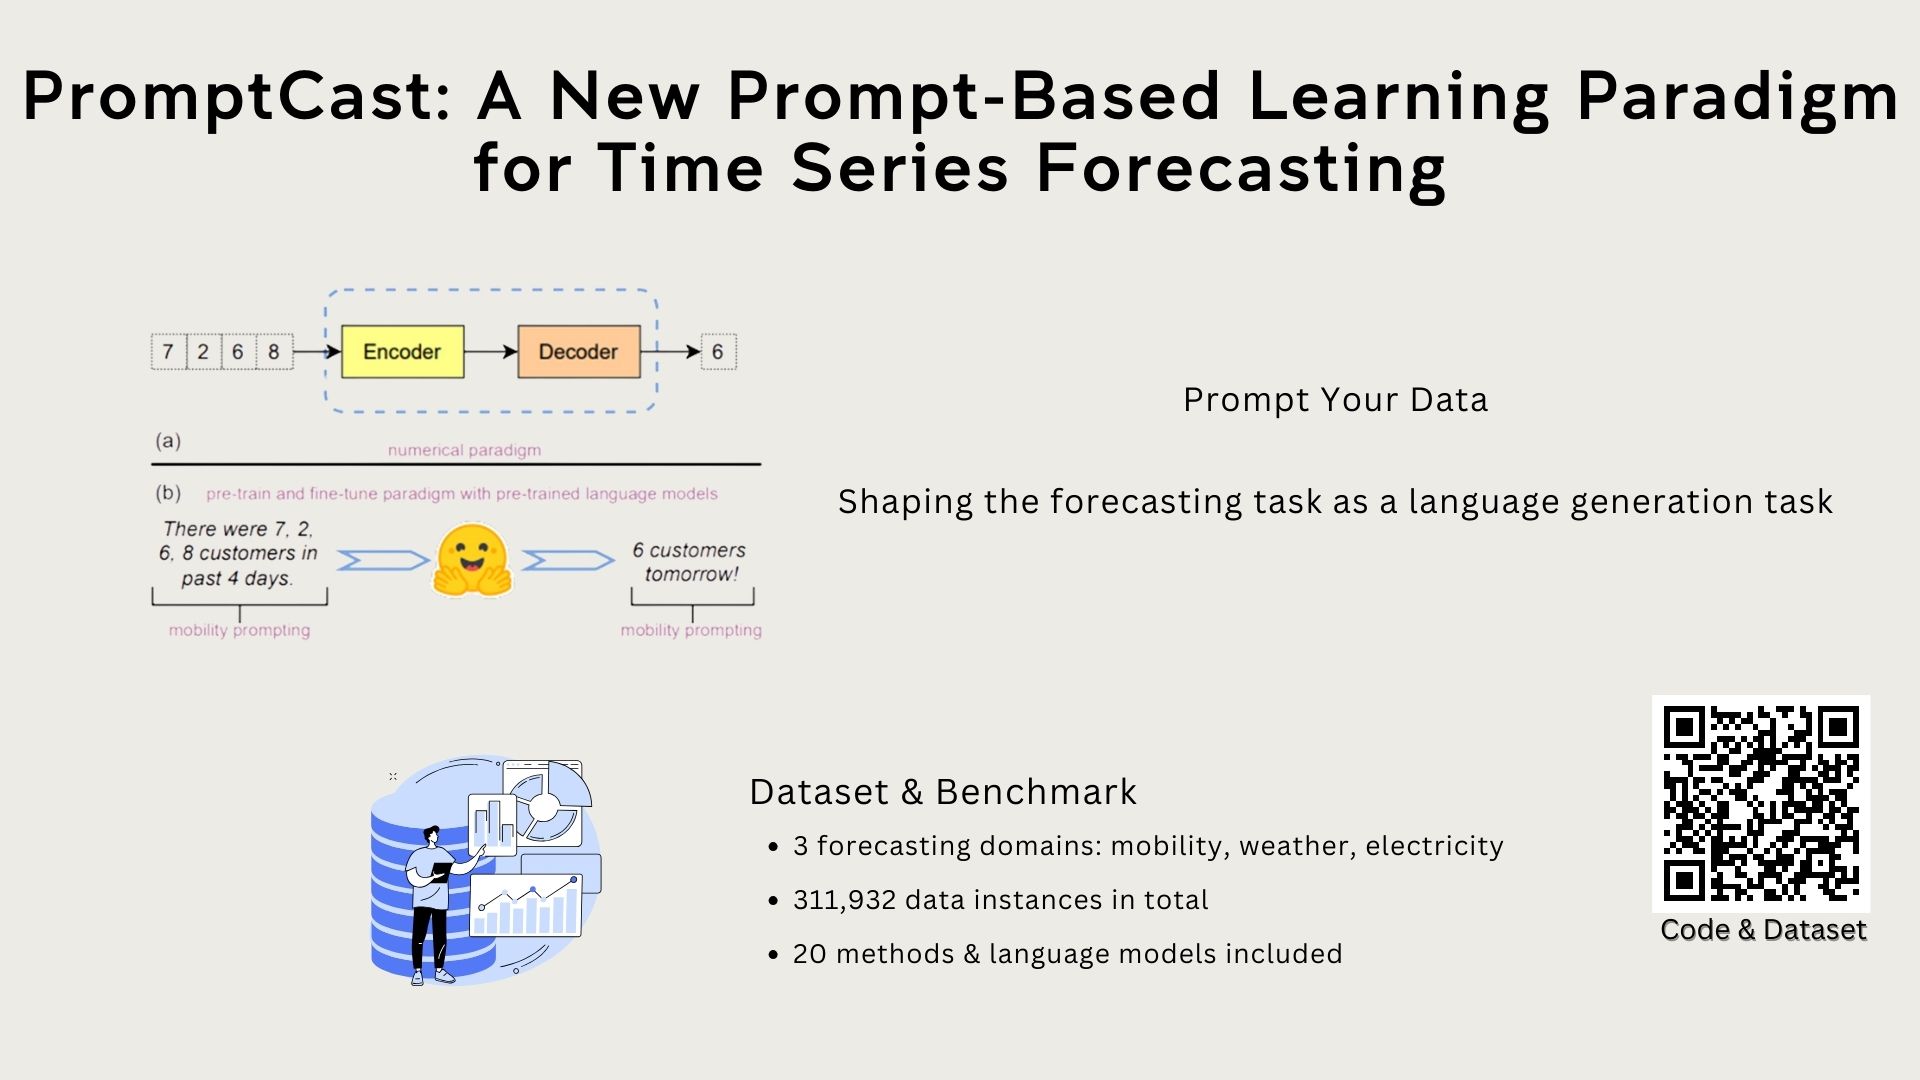 PromptCast: A New Prompt-Based Learning Paradigm
for Time Series Forecasting
7 2 6 8
Encoder
Decoder
6
(a)
numerical paradigm
(b)
pre-train and fine-tune paradigm with pre-trained language models
There were 7, 2,
6, 8 customers in
past 4 days.
6 customers
tomorrow!
mobility prompting
mobility prompting
Prompt Your Data
Shaping the forecasting task as a language generation task
Dataset & Benchmark
• 3 forecasting domains: mobility, weather, electricity
• 311,932 data instances in total
• 20 methods & language models included
Code & Dataset